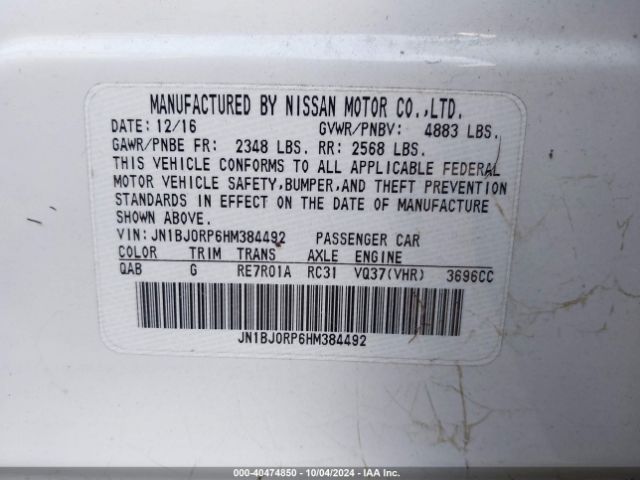 MANUFACTURED BY NISSAN MOTOR CO.,LTD.
DATE: 12/16 GVWR/PNBV: 4883 LBS.
GAWR/PNBE FR: 2348 LBS. RR: 2568 LBS.
THIS VEHICLE CONFORMS TO ALL APPLICABLE FEDERAL
MOTOR VEHICLE SAFETY,BUMPER,AND THEFT PREVENTION
STANDARDS IN EFFECT ON THE DATE OF MANUFACTURE
SHOWN ABOVE.
VIN: JN1BJ0RP6HM384492 PASSENGER CAR
COLOR TRIM TRANS AXLE ENGINE
QAB G RE7R01A RC31 VQ37(VHR) 3696CC
JN1BJ0RP6HM384492
000-40474850 - 10/04/2024 - IAA Inc.